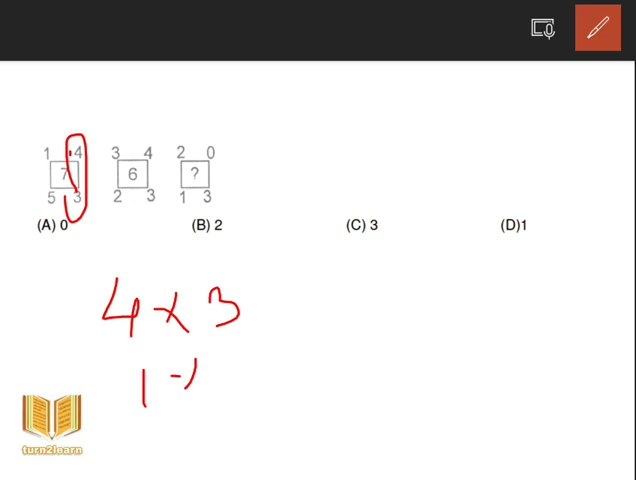 1 4 3 4 2 0
7 6 ?
5 3 2 3 1 3
(A) 0 (B) 2 (C) 3 (D)1
4 × 3
1
turn2learn